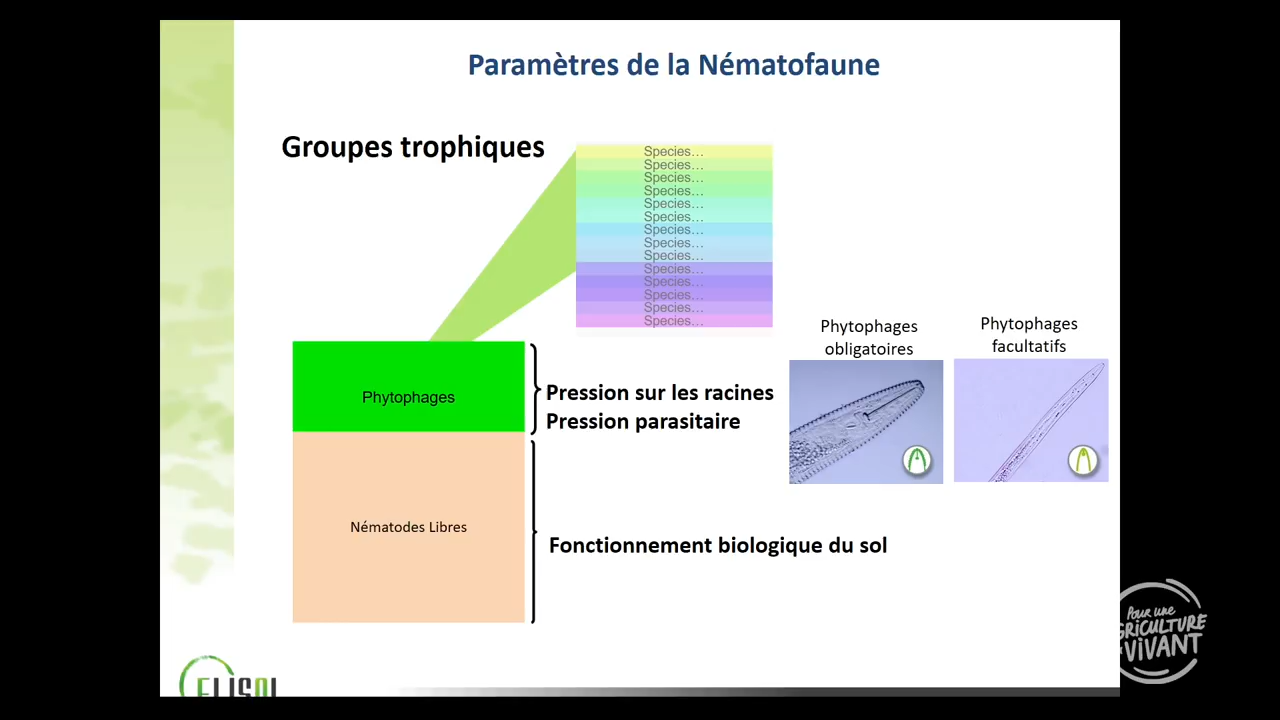 Paramètres de la Nématofaune
Groupes trophiques
Species...
Species...
Species...
Species...
Species...
Species...
Species...
Species...
Species...
Species...
Species...
Species...
Species...
Species...
Phytophages
obligatoires
Phytophages
facultatifs
Phytophages
Pression sur les racines
Pression parasitaire
Nématodes Libres
Fonctionnement biologique du sol
POUR UNE
AGRICULTURE
ViVANT
ELISOL